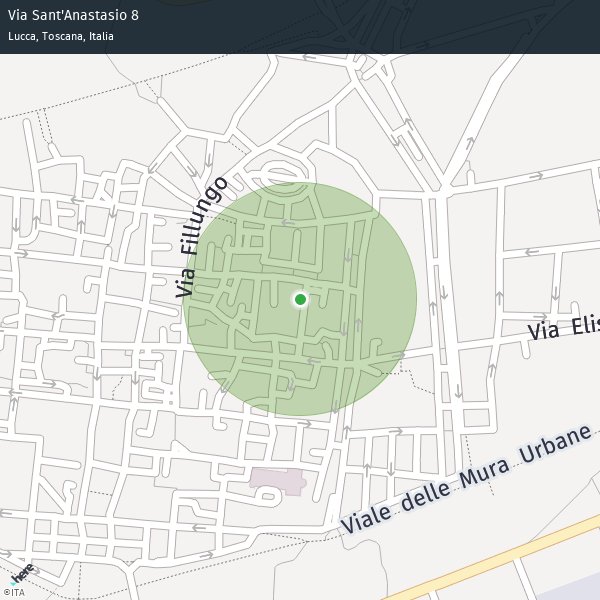 Via Sant'Anastasio 8
Lucca, Toscana, Italia
Via Fillungo
Via Elis
Viale delle Mura Urbane
here
©ITA